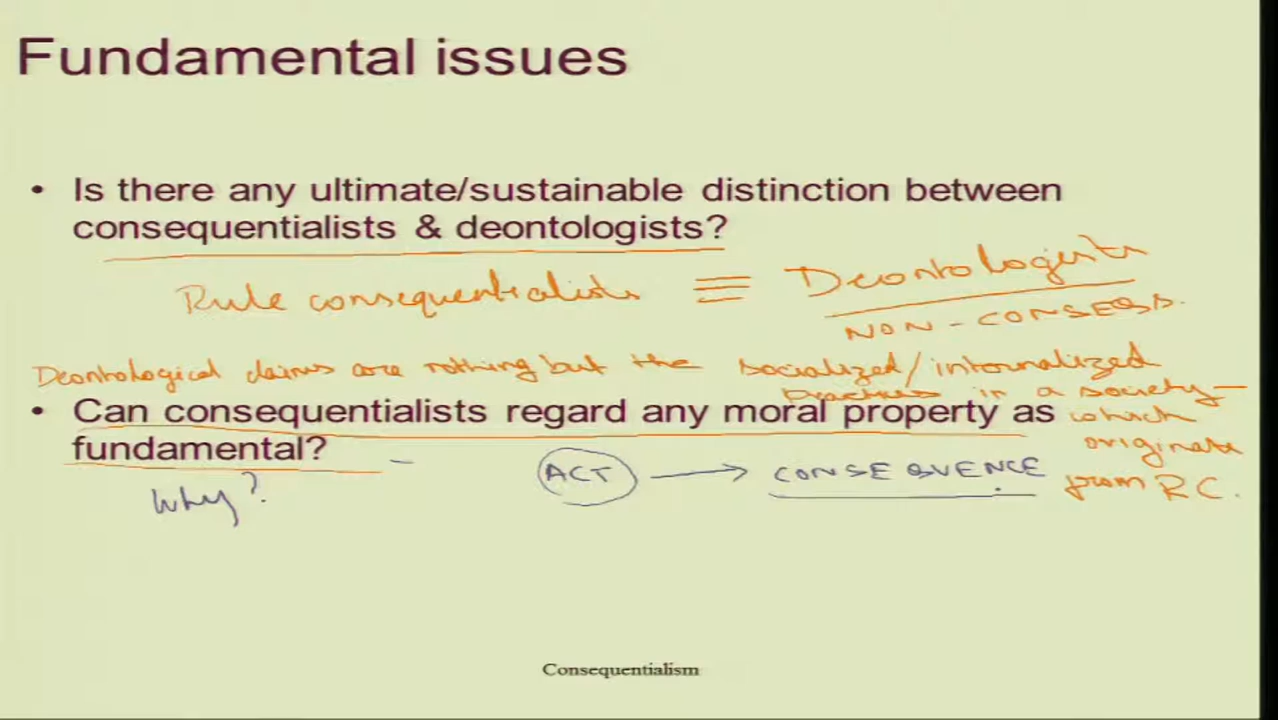 Fundamental issues
• Is there any ultimate/sustainable distinction between
consequentialists & deontologists?
Rule consequentialists ≡ Deontologists
NON-CONSEQS.
Deontological claims are nothing but the socialized/internalized
practices in a society—
• Can consequentialists regard any moral property as
which
fundamental?
originate
Why?
ACT → CONSEQUENCE
from RC.
Consequentialism